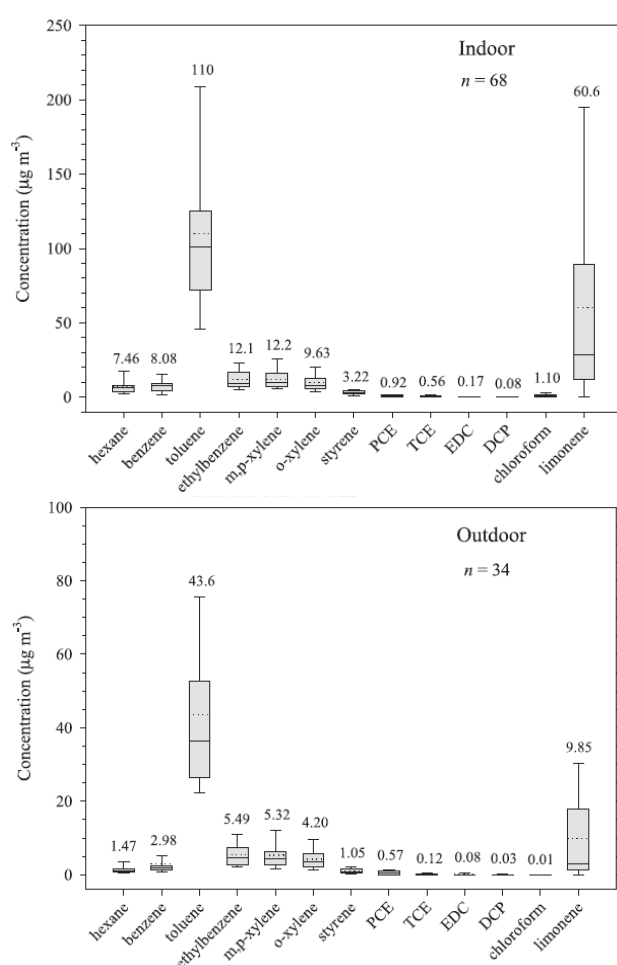 250
200
150
100
50
0
Concentration (µg m⁻³)
Indoor
n = 68
7.46
8.08
110
12.1
12.2
9.63
3.22
0.92
0.56
0.17
0.08
1.10
60.6
hexane
benzene
toluene
ethylbenzene
m,p-xylene
o-xylene
styrene
PCE
TCE
EDC
DCP
chloroform
limonene
100
80
60
40
20
0
Concentration (µg m⁻³)
Outdoor
n = 34
1.47
2.98
43.6
5.49
5.32
4.20
1.05
0.57
0.12
0.08
0.03
0.01
9.85
hexane
benzene
toluene
ethylbenzene
m,p-xylene
o-xylene
styrene
PCE
TCE
EDC
DCP
chloroform
limonene